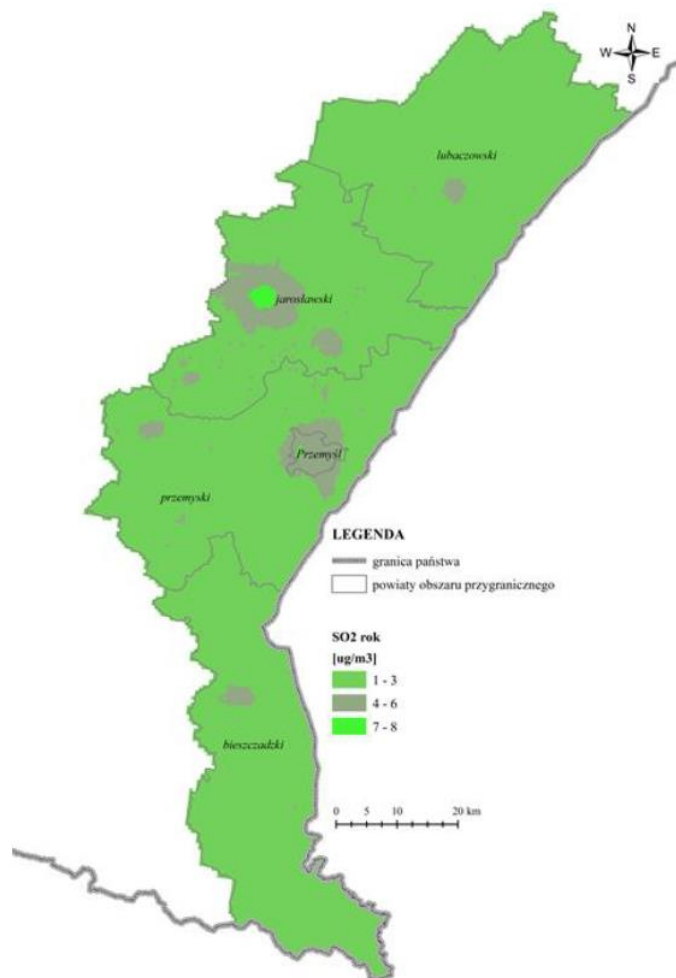 N
W E
S
lubaczowski
jarosławski
Przemyśl
przemyski
LEGENDA
granica państwa
powiaty obszaru przygranicznego
SO2 rok
[ug/m3]
1 - 3
4 - 6
7 - 8
bieszczadzki
0 5 10 20 km